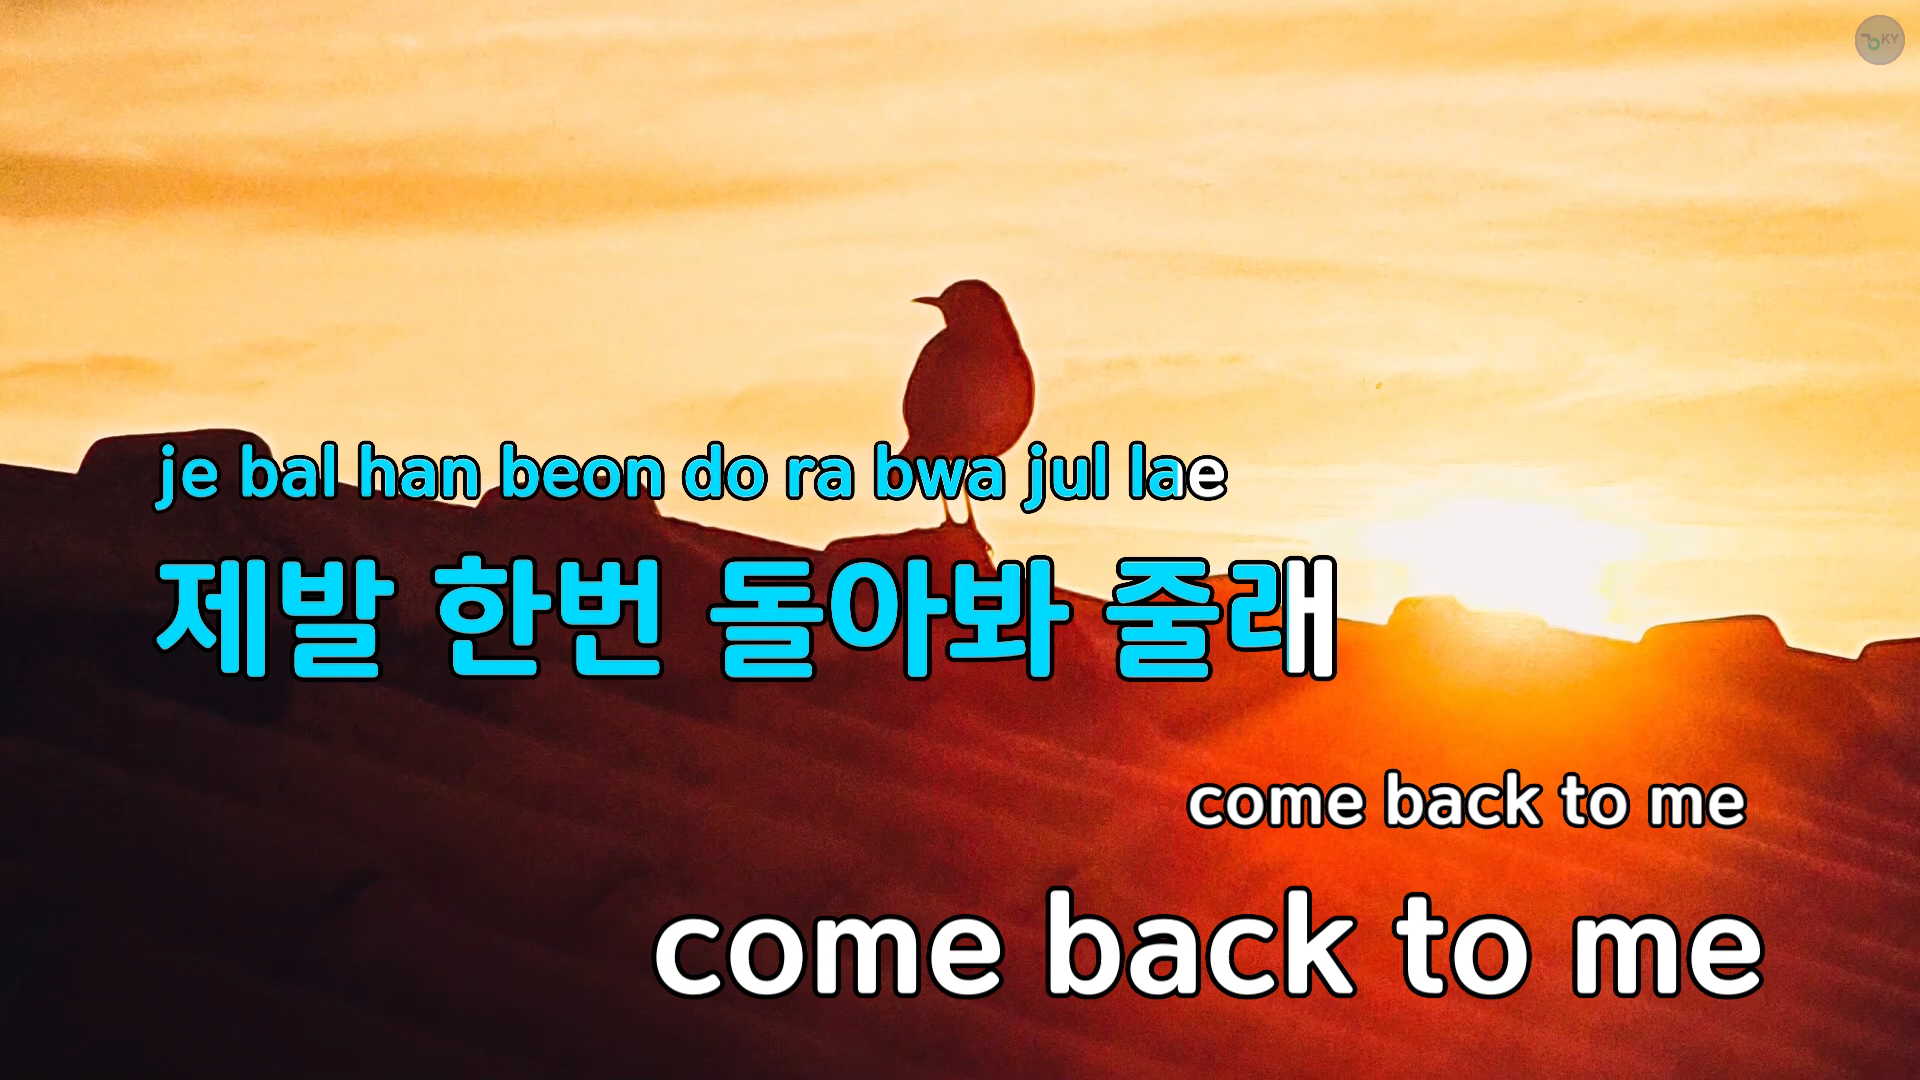 KY
je bal han beon do ra bwa jul lae
제발 한번 돌아봐 줄래
come back to me
come back to me